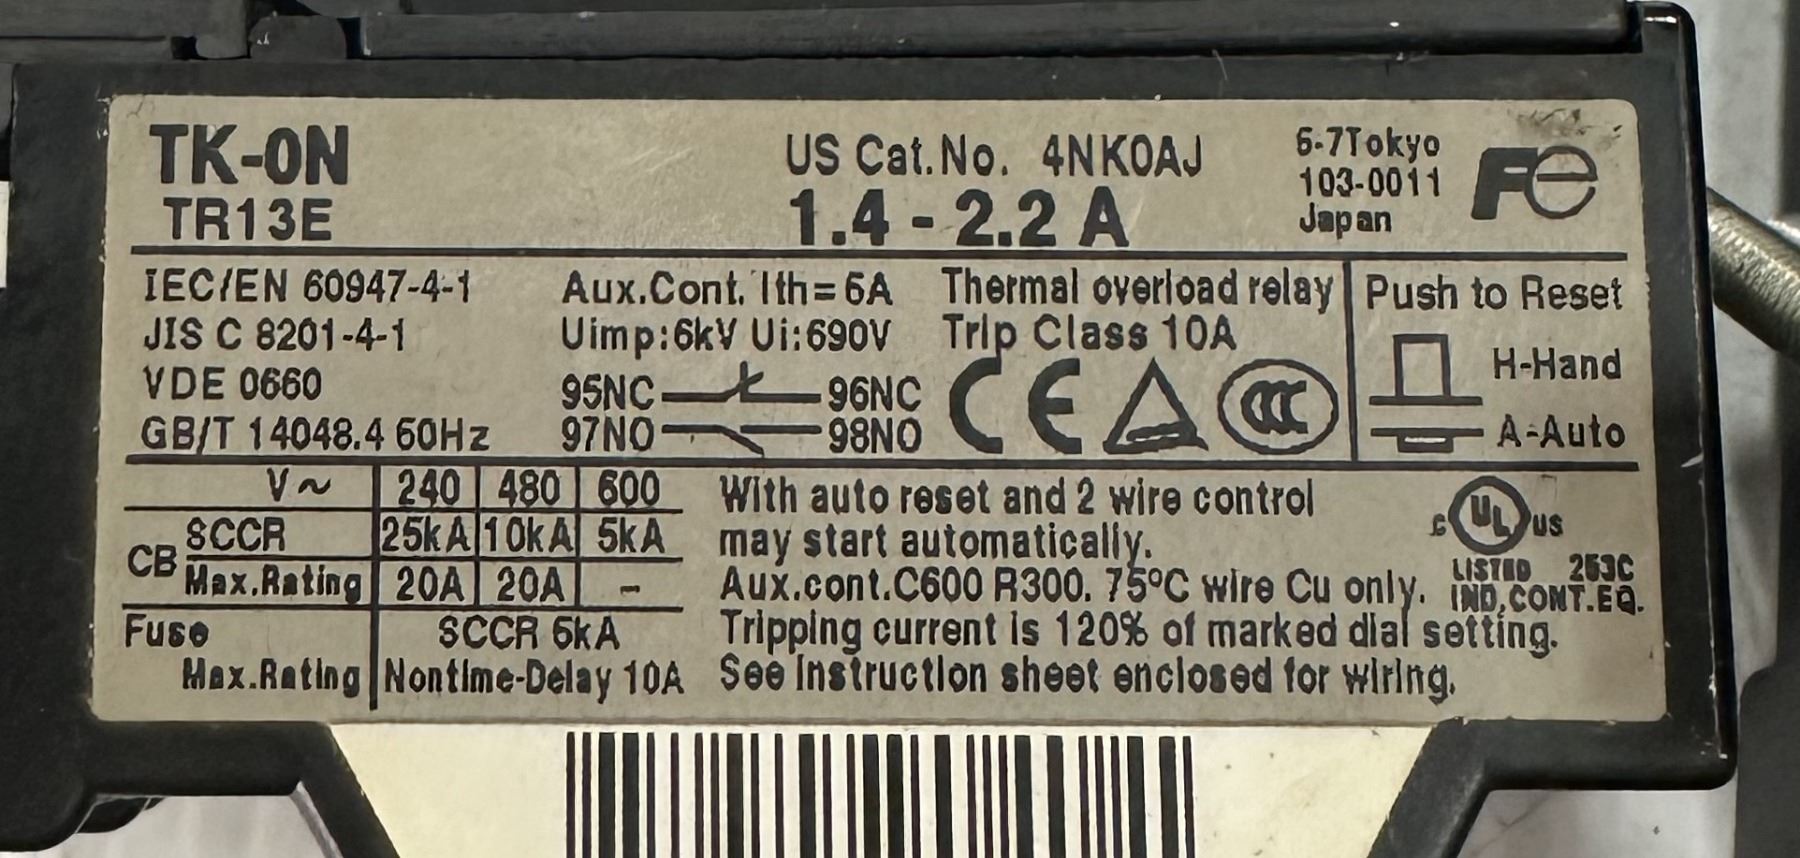 TK-0N
TR13E
US Cat.No. 4NK0AJ
1.4 - 2.2 A
5-7Tokyo
103-0011
Japan
Fe
IEC/EN 60947-4-1
JIS C 8201-4-1
VDE 0660
GB/T 14048.4 60Hz
Aux.Cont. Ith=5A
Uimp:6kV Ui:690V
95NC 96NC
97NO 98NO
Thermal overload relay
Trip Class 10A
CE CCC
Push to Reset
H-Hand
A-Auto
V~ 240 480 600
CB SCCR 25kA 10kA 5kA
Max.Rating 20A 20A -
Fuse SCCR 5kA
Max.Rating Nontime-Delay 10A
With auto reset and 2 wire control
may start automatically.
Aux.cont.C600 R300. 75°C wire Cu only.
Tripping current is 120% of marked dial setting.
See Instruction sheet enclosed for wiring.
c UL us
LISTED 253C
IND.CONT.EQ.